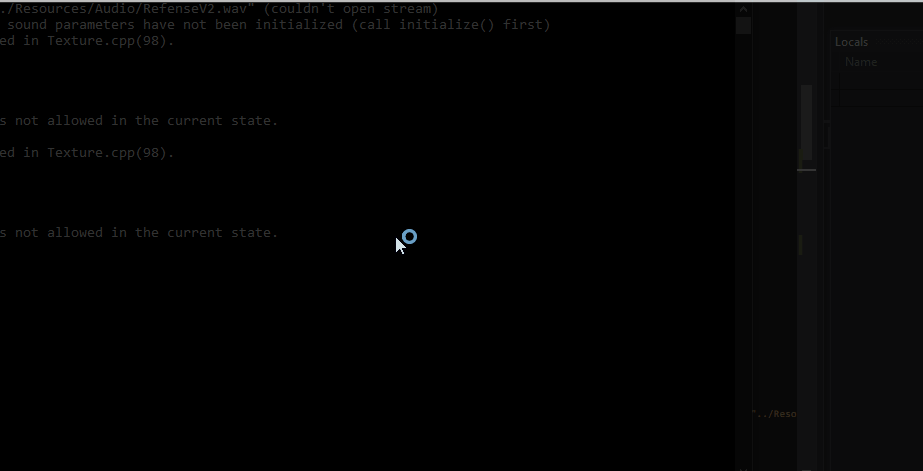 ./Resources/Audio/RefenseV2.wav" (couldn't open stream)
sound parameters have not been initialized (call initialize() first)
ed in Texture.cpp(98).
s not allowed in the current state.
ed in Texture.cpp(98).
s not allowed in the current state.
Locals
Name
"../Reso